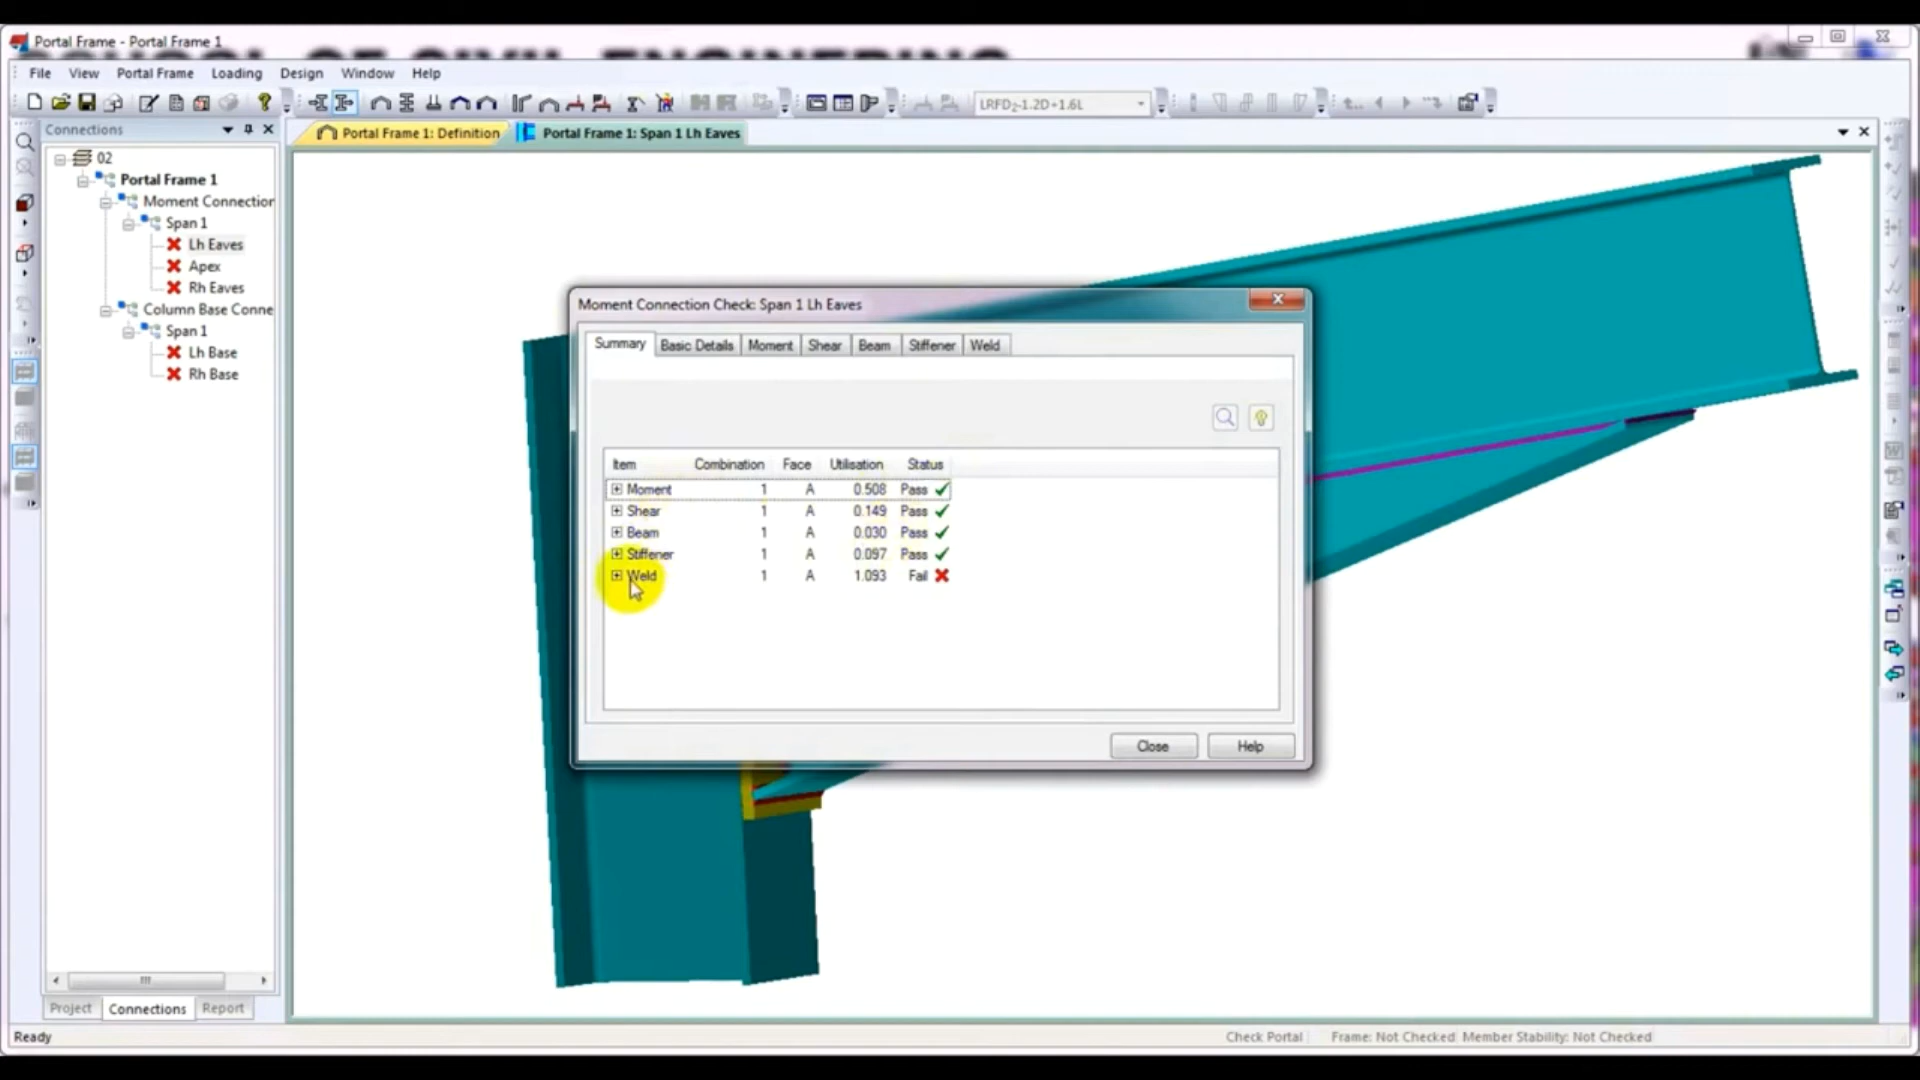 Portal Frame - Portal Frame 1
File View Portal Frame Loading Design Window Help
LRFD2-1.2D+1.6L
Connections
Portal Frame 1: Definition
Portal Frame 1: Span 1 Lh Eaves
02
Portal Frame 1
Moment Connection
Span 1
Lh Eaves
Apex
Rh Eaves
Column Base Conne
Span 1
Lh Base
Rh Base
Moment Connection Check: Span 1 Lh Eaves
Summary Basic Details Moment Shear Beam Stiffener Weld
Item Combination Face Utilisation Status
Moment 1 A 0.508 Pass
Shear 1 A 0.149 Pass
Beam 1 A 0.030 Pass
Stiffener 1 A 0.097 Pass
Weld 1 A 1.093 Fail
Close Help
Project Connections Report
Ready
Check Portal Frame: Not Checked Member Stability: Not Checked